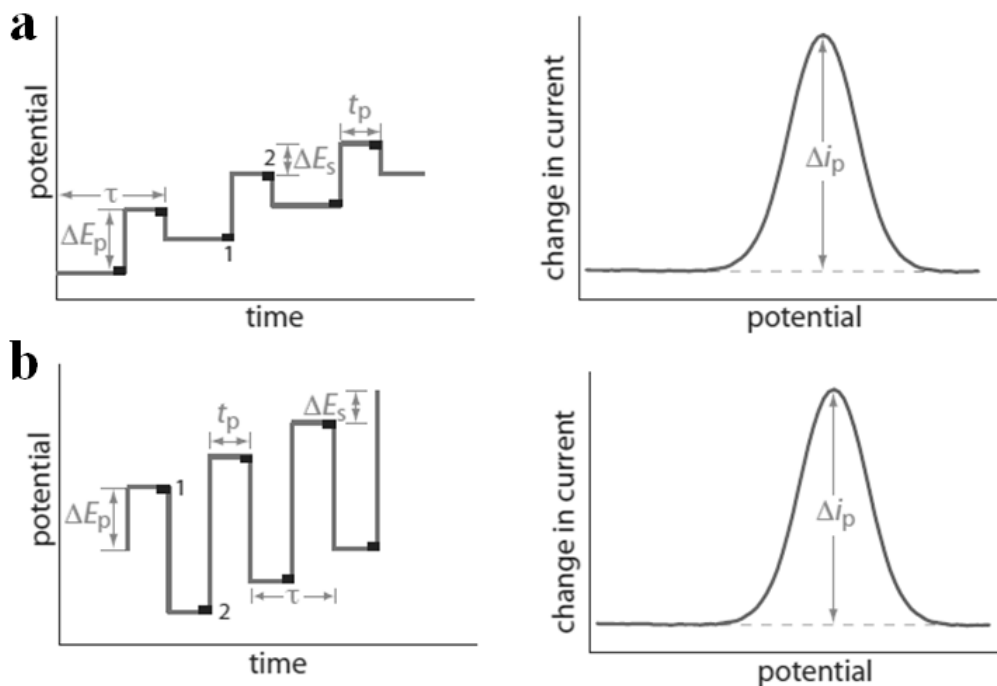 a
potential
τ
ΔEp
1
2
ΔEs
tp
time
change in current
Δip
potential
b
potential
ΔEp
1
2
tp
τ
ΔEs
time
change in current
Δip
potential